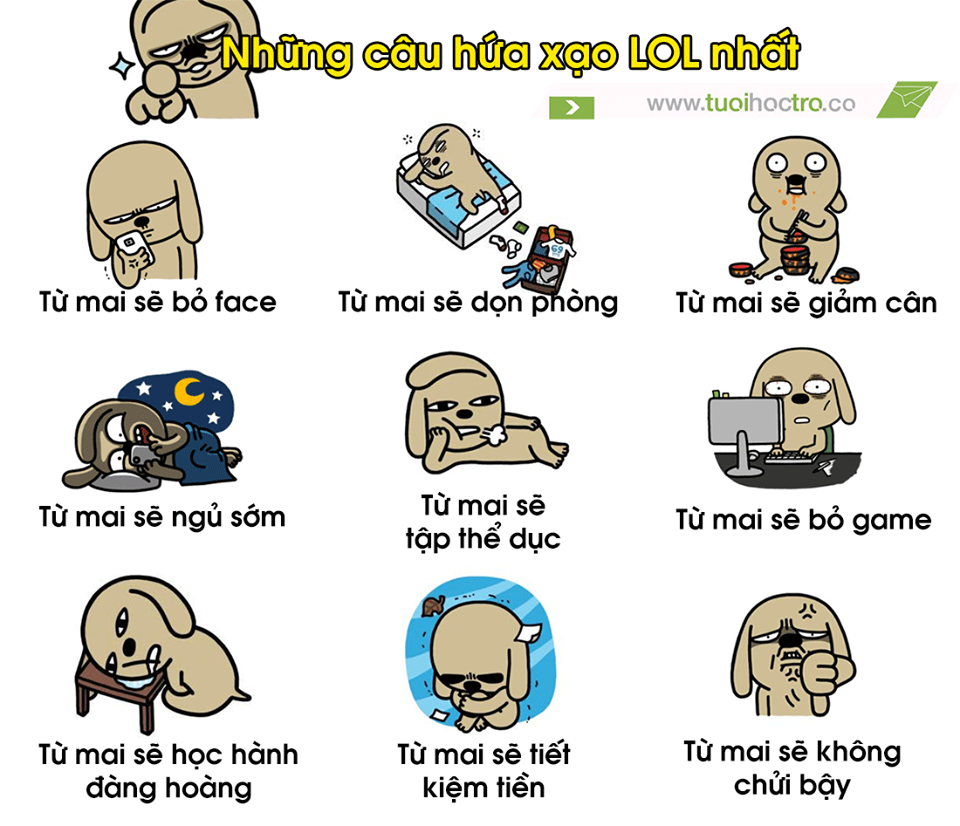 Những câu hứa xạo LOL nhất
www.tuoihoctro.co
Từ mai sẽ bỏ face
Từ mai sẽ dọn phòng
Từ mai sẽ giảm cân
Từ mai sẽ ngủ sớm
Từ mai sẽ
tập thể dục
Từ mai sẽ bỏ game
Từ mai sẽ học hành
đàng hoàng
Từ mai sẽ tiết
kiệm tiền
Từ mai sẽ không
chửi bậy